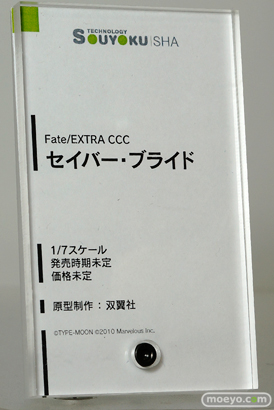 TECHNOLOGY
SOUYOKU|SHA
Fate/EXTRA CCC
セイバー・ブライド
1/7スケール
発売時期未定
価格未定
原型制作：双翼社
©TYPE-MOON ©2010 Marvelous Inc.
moeyo.com